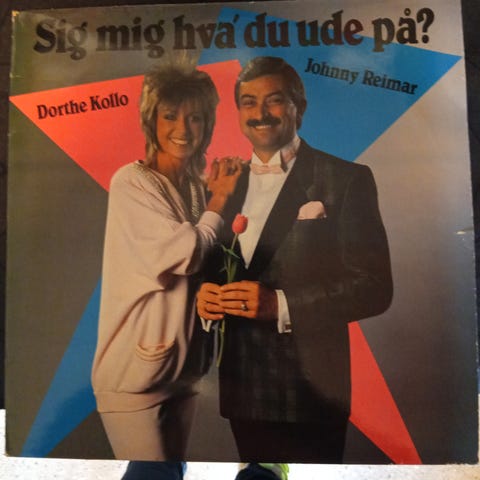 Sig mig hva' du ude på?
Johnny Reimar
Dorthe Kollo